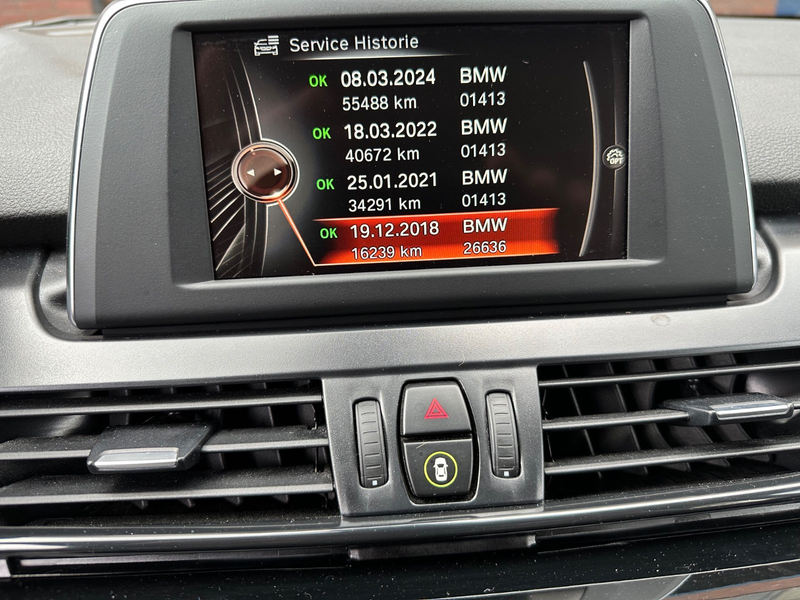 Service Historie
OK 08.03.2024 BMW
55488 km 01413
OK 18.03.2022 BMW
40672 km 01413
OK 25.01.2021 BMW
34291 km 01413
OK 19.12.2018 BMW
16239 km 26636
OPT